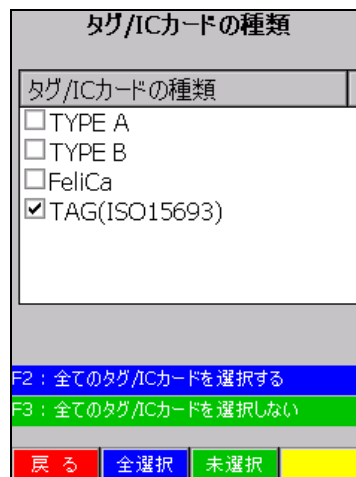 タグ/ICカードの種類
タグ/ICカードの種類
TYPE A
TYPE B
FeliCa
TAG(ISO15693)
F2：全てのタグ/ICカードを選択する
F3：全てのタグ/ICカードを選択しない
戻 る 全選択 未選択